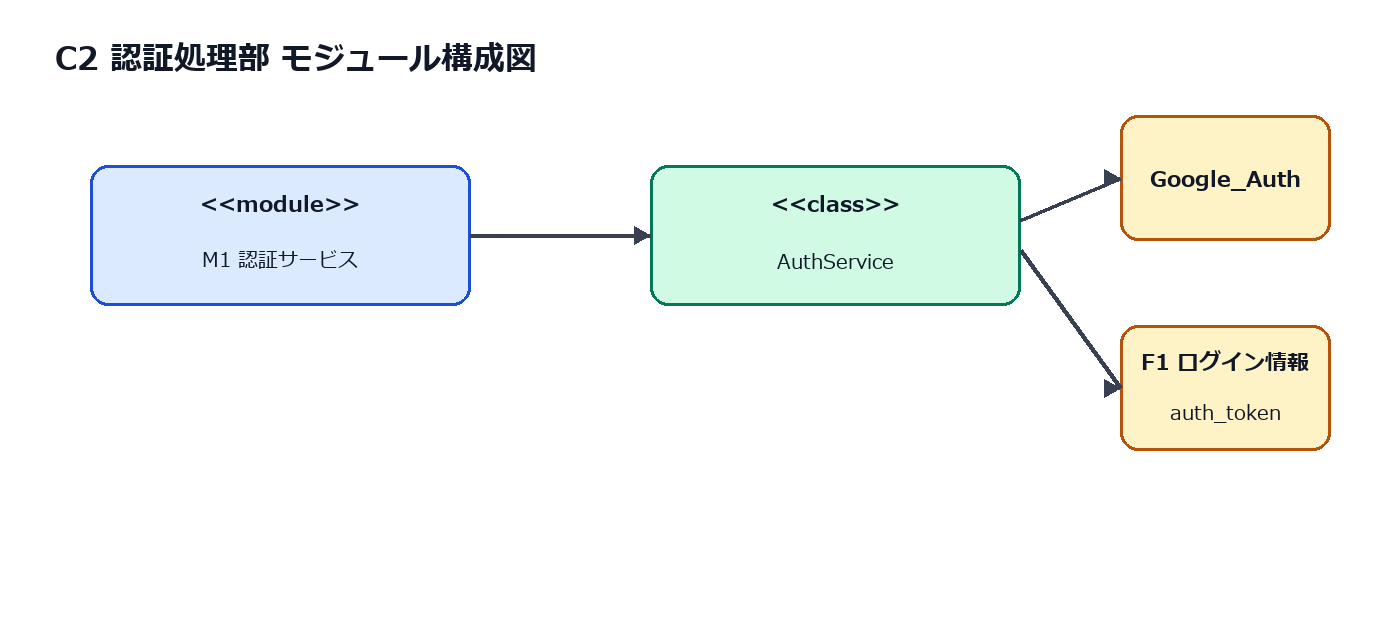 C2 認証処理部 モジュール構成図
<<module>>
M1 認証サービス
<<class>>
AuthService
Google_Auth
F1 ログイン情報
auth_token